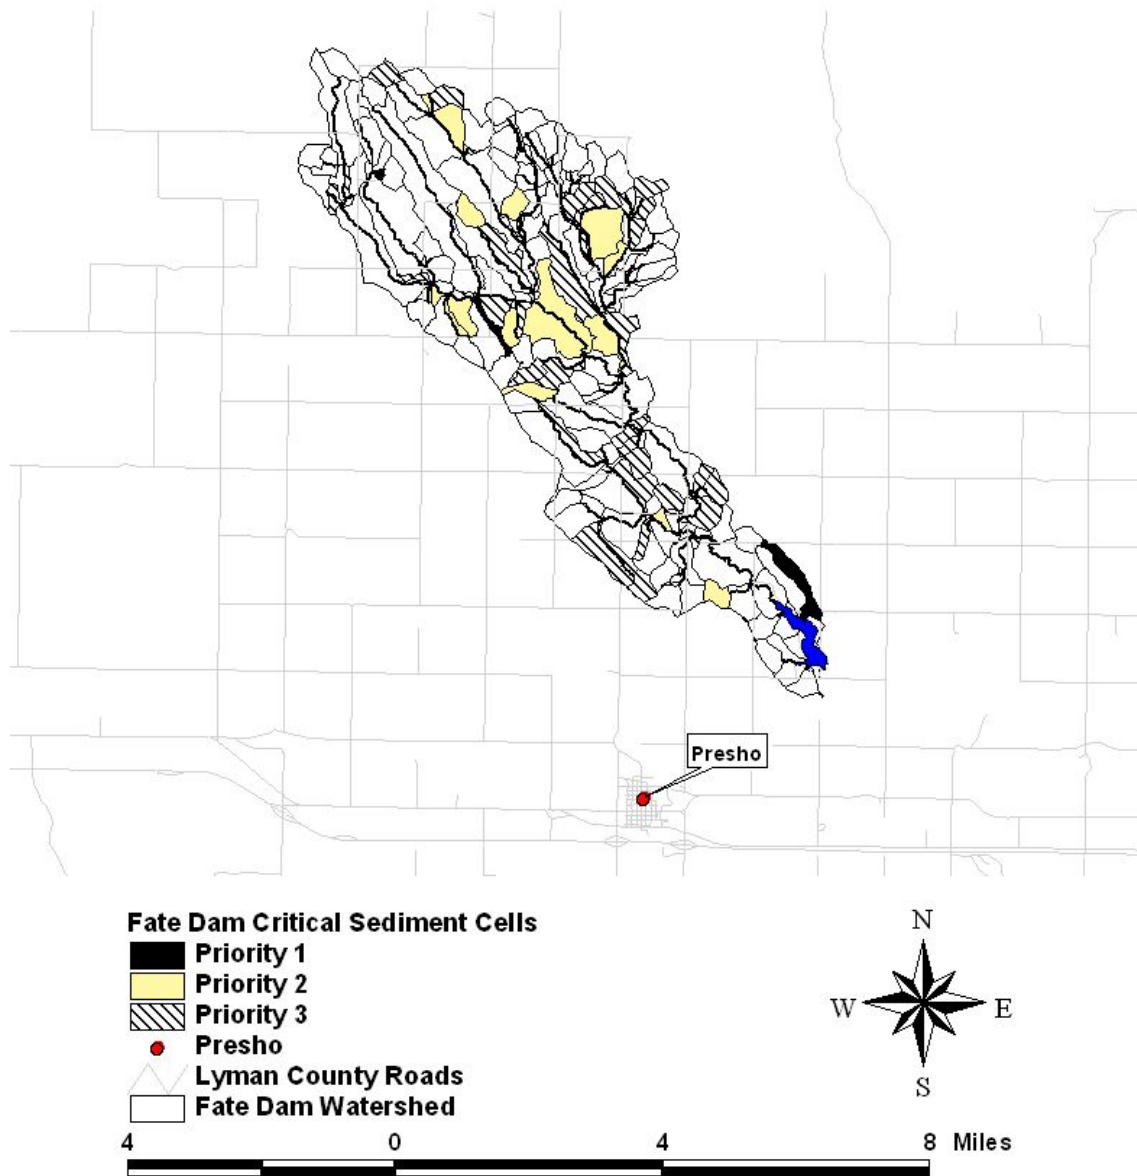 Presho
Fate Dam Critical Sediment Cells
Priority 1
Priority 2
Priority 3
Presho
Lyman County Roads
Fate Dam Watershed
N
W E
S
4 0 4 8 Miles